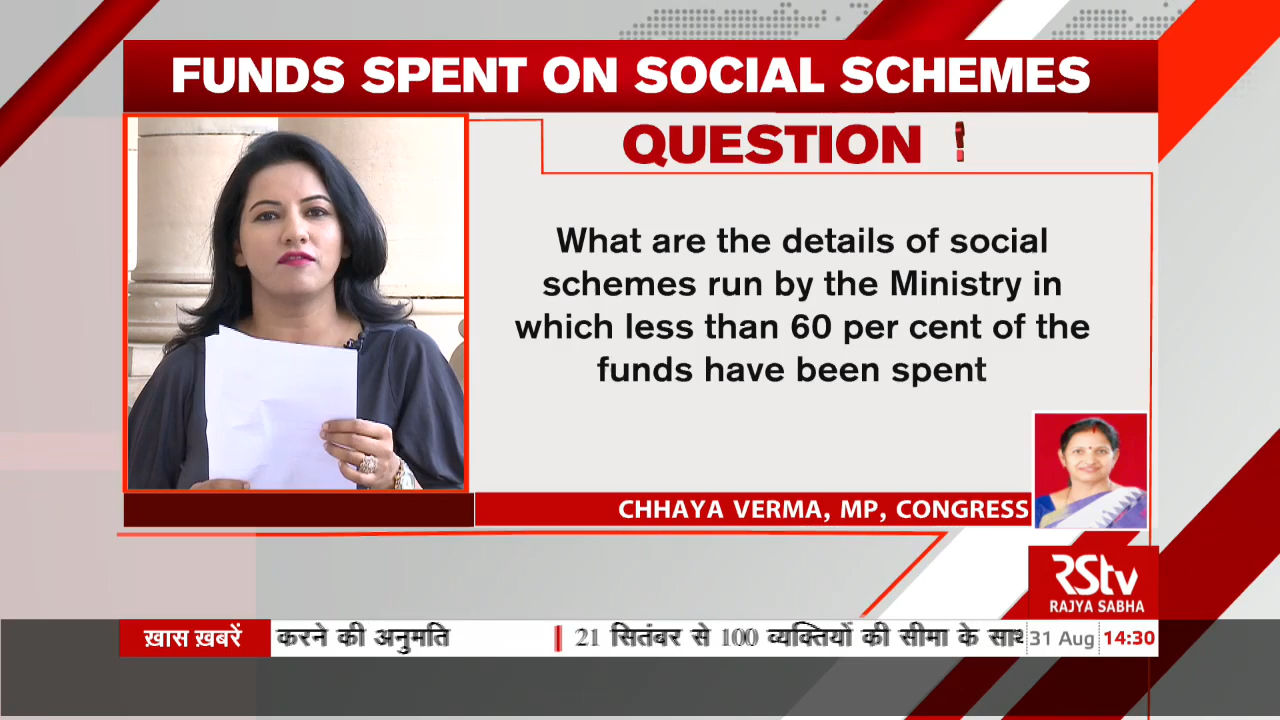 FUNDS SPENT ON SOCIAL SCHEMES
QUESTION
What are the details of social
schemes run by the Ministry in
which less than 60 per cent of the
funds have been spent
CHHAYA VERMA, MP, CONGRESS
RSTV
RAJYA SABHA
ख़ास ख़बरें
करने की अनुमति
21 सितंबर से 100 व्यक्तियों की सीमा के साथ
31 Aug
14:30